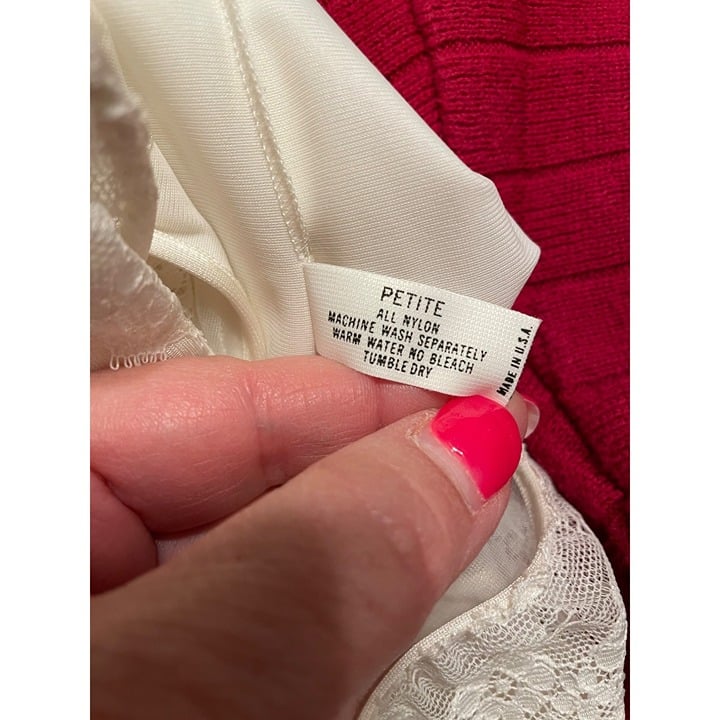 PETITE
ALL NYLON
MACHINE WASH SEPARATELY
WARM WATER NO BLEACH
TUMBLE DRY
MADE IN U.S.A.